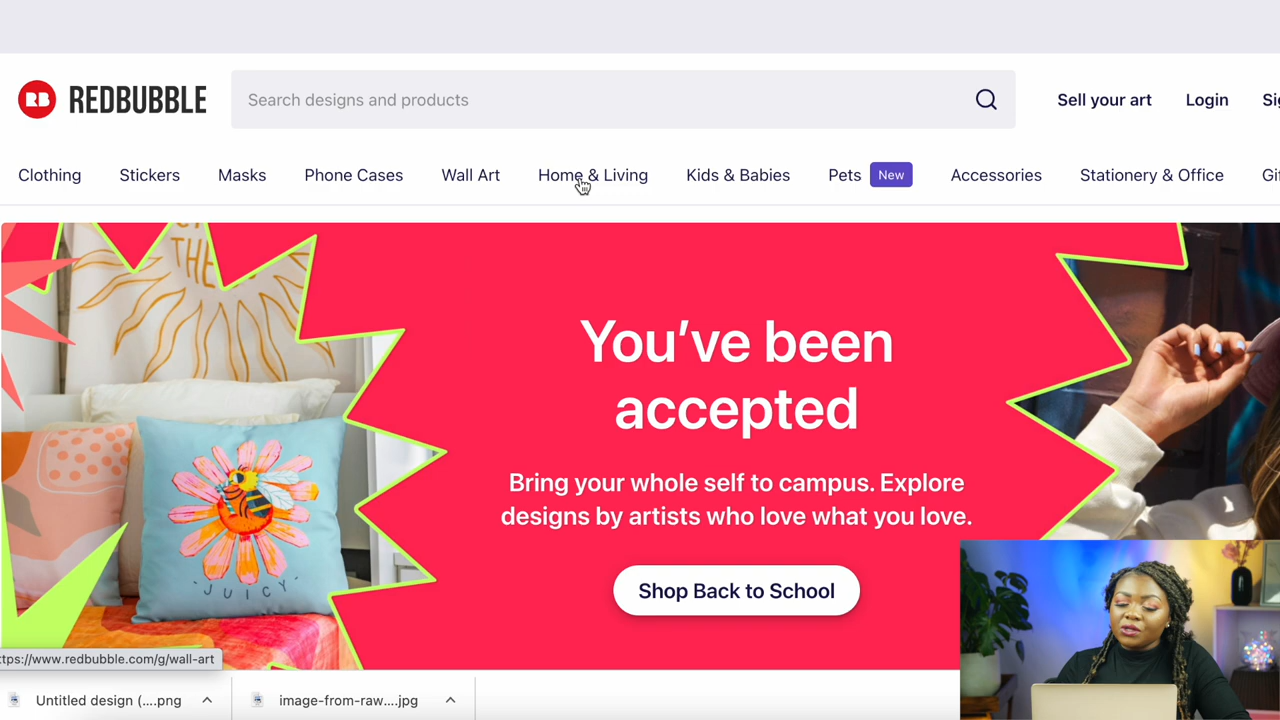 RB REDBUBBLE
Search designs and products
Sell your art
Login
Clothing
Stickers
Masks
Phone Cases
Wall Art
Home & Living
Kids & Babies
Pets
New
Accessories
Stationery & Office
THE
JUICY
You've been
accepted
Bring your whole self to campus. Explore
designs by artists who love what you love.
Shop Back to School
ttps://www.redbubble.com/g/wall-art
Untitled design (....png
image-from-raw....jpg